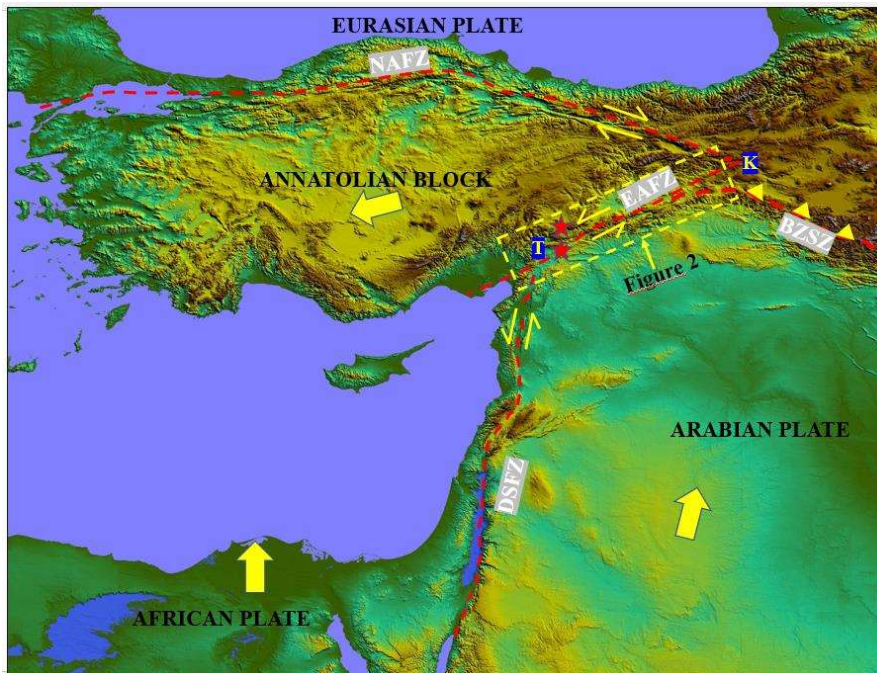 EURASIAN PLATE
NAFZ
K
ANNATOLIAN BLOCK
EAFZ
T
BZSZ
Figure 2
ARABIAN PLATE
DSFZ
AFRICAN PLATE